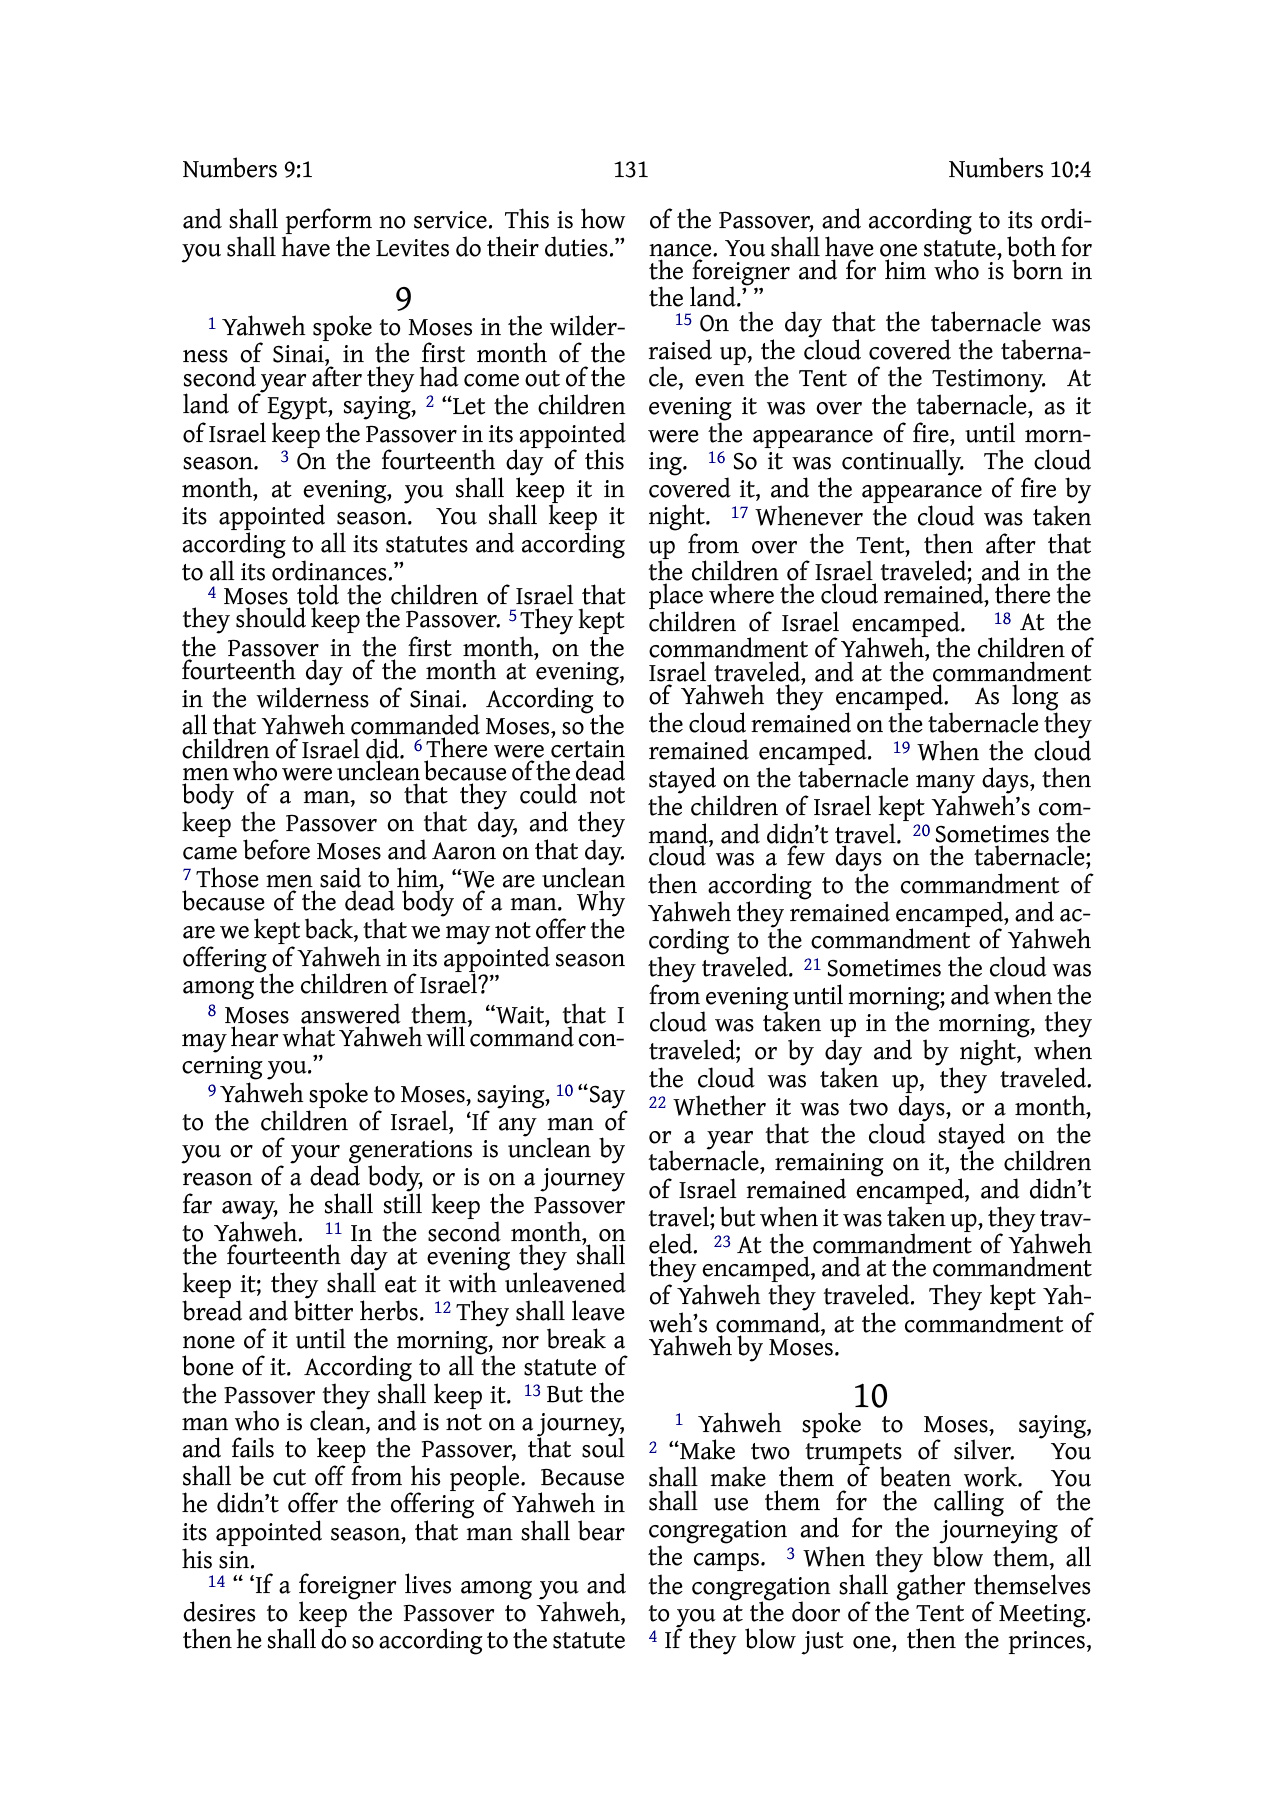 Numbers 9:1 131 Numbers 10:4
and shall perform no service. This is how
you shall have the Levites do their duties.”
9
1 Yahweh spoke to Moses in the wilder-
ness of Sinai, in the first month of the
second year after they had come out of the
land of Egypt, saying, 2 “Let the children
of Israel keep the Passover in its appointed
season. 3 On the fourteenth day of this
month, at evening, you shall keep it in
its appointed season. You shall keep it
according to all its statutes and according
to all its ordinances.”
4 Moses told the children of Israel that
they should keep the Passover. 5 They kept
the Passover in the first month, on the
fourteenth day of the month at evening,
in the wilderness of Sinai. According to
all that Yahweh commanded Moses, so the
children of Israel did. 6 There were certain
men who were unclean because of the dead
body of a man, so that they could not
keep the Passover on that day, and they
came before Moses and Aaron on that day.
7 Those men said to him, “We are unclean
because of the dead body of a man. Why
are we kept back, that we may not offer the
offering of Yahweh in its appointed season
among the children of Israel?”
8 Moses answered them, “Wait, that I
may hear what Yahweh will command con-
cerning you.”
9 Yahweh spoke to Moses, saying, 10 “Say
to the children of Israel, ‘If any man of
you or of your generations is unclean by
reason of a dead body, or is on a journey
far away, he shall still keep the Passover
to Yahweh. 11 In the second month, on
the fourteenth day at evening they shall
keep it; they shall eat it with unleavened
bread and bitter herbs. 12 They shall leave
none of it until the morning, nor break a
bone of it. According to all the statute of
the Passover they shall keep it. 13 But the
man who is clean, and is not on a journey,
and fails to keep the Passover, that soul
shall be cut off from his people. Because
he didn’t offer the offering of Yahweh in
its appointed season, that man shall bear
his sin.
14 “ ‘If a foreigner lives among you and
desires to keep the Passover to Yahweh,
then he shall do so according to the statute
of the Passover, and according to its ordi-
nance. You shall have one statute, both for
the foreigner and for him who is born in
the land.’ ”
15 On the day that the tabernacle was
raised up, the cloud covered the taberna-
cle, even the Tent of the Testimony. At
evening it was over the tabernacle, as it
were the appearance of fire, until morn-
ing. 16 So it was continually. The cloud
covered it, and the appearance of fire by
night. 17 Whenever the cloud was taken
up from over the Tent, then after that
the children of Israel traveled; and in the
place where the cloud remained, there the
children of Israel encamped. 18 At the
commandment of Yahweh, the children of
Israel traveled, and at the commandment
of Yahweh they encamped. As long as
the cloud remained on the tabernacle they
remained encamped. 19 When the cloud
stayed on the tabernacle many days, then
the children of Israel kept Yahweh’s com-
mand, and didn’t travel. 20 Sometimes the
cloud was a few days on the tabernacle;
then according to the commandment of
Yahweh they remained encamped, and ac-
cording to the commandment of Yahweh
they traveled. 21 Sometimes the cloud was
from evening until morning; and when the
cloud was taken up in the morning, they
traveled; or by day and by night, when
the cloud was taken up, they traveled.
22 Whether it was two days, or a month,
or a year that the cloud stayed on the
tabernacle, remaining on it, the children
of Israel remained encamped, and didn’t
travel; but when it was taken up, they trav-
eled. 23 At the commandment of Yahweh
they encamped, and at the commandment
of Yahweh they traveled. They kept Yah-
weh’s command, at the commandment of
Yahweh by Moses.
10
1 Yahweh spoke to Moses, saying,
2 “Make two trumpets of silver. You
shall make them of beaten work. You
shall use them for the calling of the
congregation and for the journeying of
the camps. 3 When they blow them, all
the congregation shall gather themselves
to you at the door of the Tent of Meeting.
4 If they blow just one, then the princes,